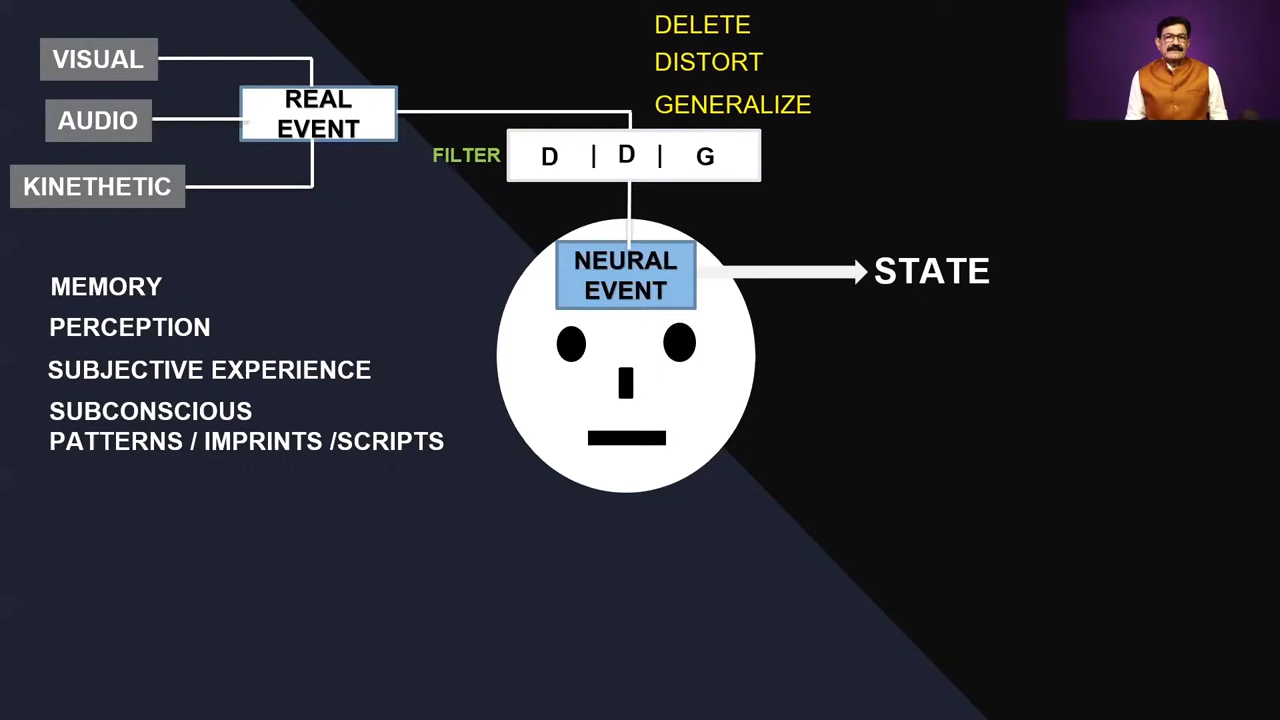 VISUAL
AUDIO
KINETHETIC
REAL
EVENT
DELETE
DISTORT
GENERALIZE
FILTER
D | D | G
NEURAL
EVENT
STATE
MEMORY
PERCEPTION
SUBJECTIVE EXPERIENCE
SUBCONSCIOUS
PATTERNS / IMPRINTS /SCRIPTS